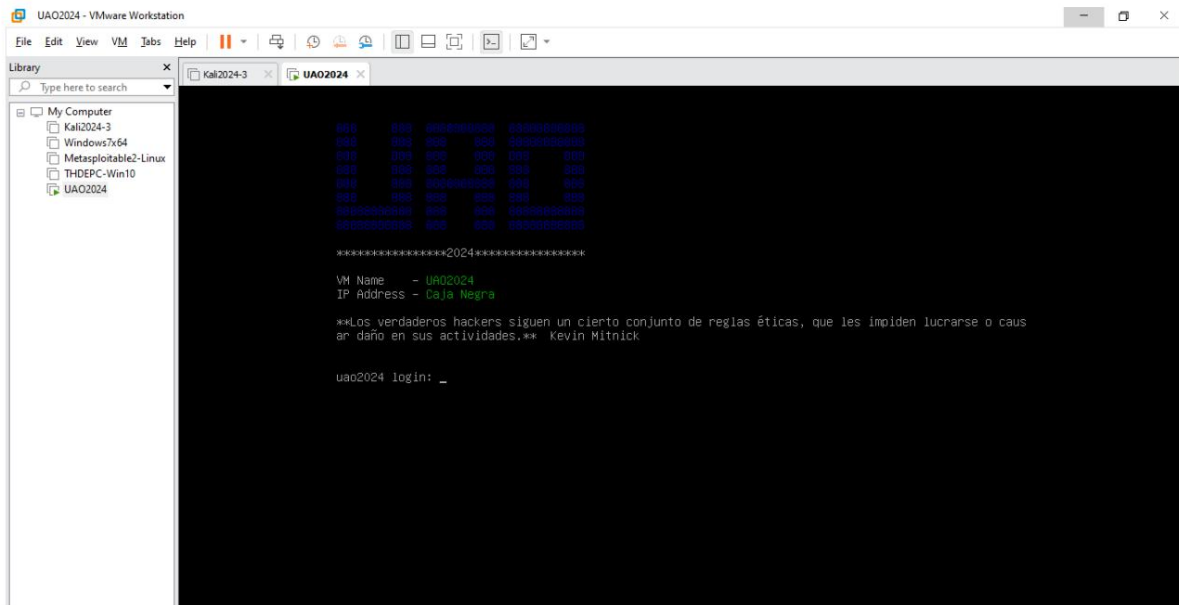 UAO2024 - VMware Workstation
File Edit View VM Tabs Help
Library
Type here to search
Kali2024-3
UAO2024
My Computer
Kali2024-3
Windows7x64
Metasploitable2-Linux
THDEPC-Win10
UAO2024
UAO
****************2024****************
VM Name    - UAO2024
IP Address - Caja Negra
**Los verdaderos hackers siguen un cierto conjunto de reglas éticas, que les impiden lucrarse o caus
ar daño en sus actividades.** Kevin Mitnick
uao2024 login: _